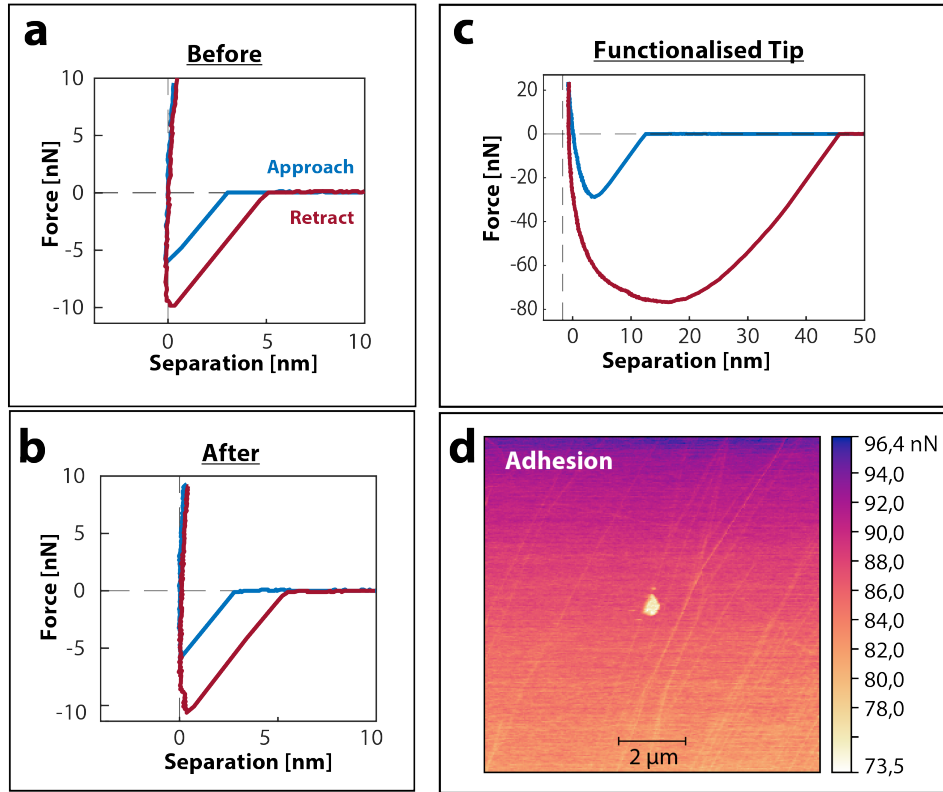 a
Before
10
5
0
-5
-10
Force [nN]
Approach
Retract
0
5
10
Separation [nm]
b
After
10
5
0
-5
-10
Force [nN]
0
5
10
Separation [nm]
c
Functionalised Tip
20
0
-20
-40
-60
-80
Force [nN]
0
10
20
30
40
50
Separation [nm]
d
Adhesion
2 μm
96,4 nN
94,0
92,0
90,0
88,0
86,0
84,0
82,0
80,0
78,0
73,5